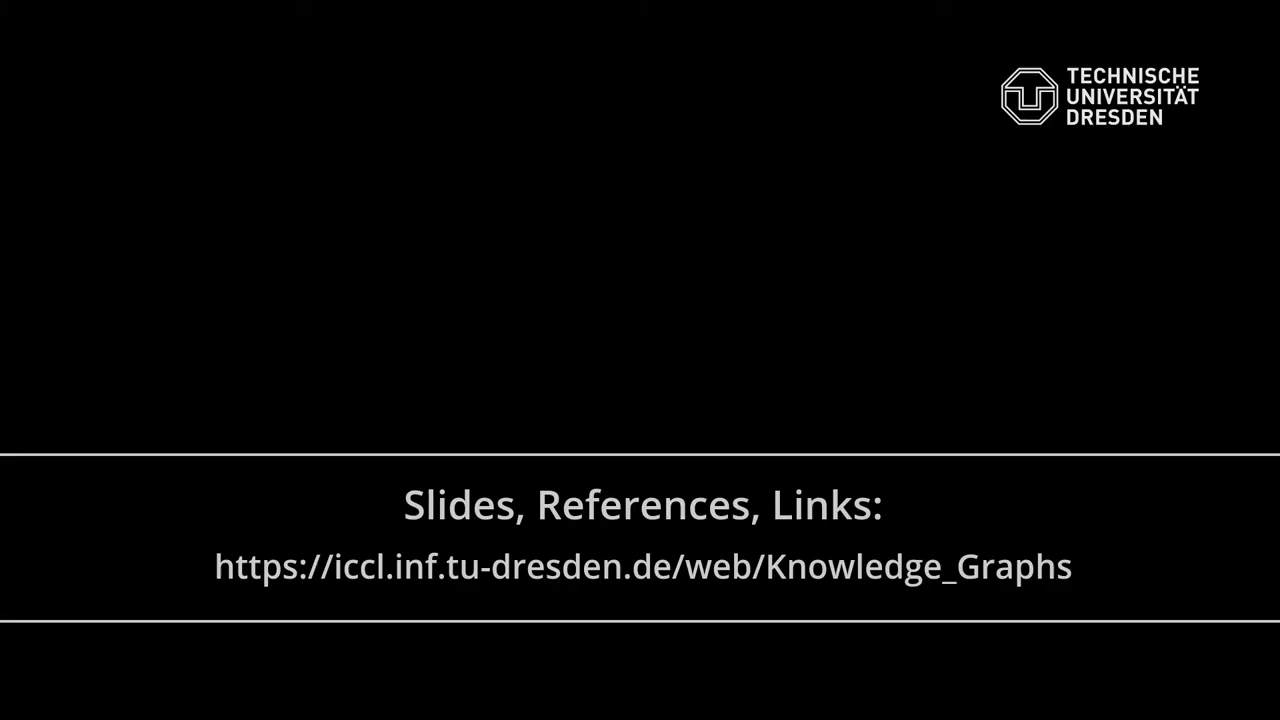 TECHNISCHE
UNIVERSITÄT
DRESDEN
Slides, References, Links:
https://iccl.inf.tu-dresden.de/web/Knowledge_Graphs